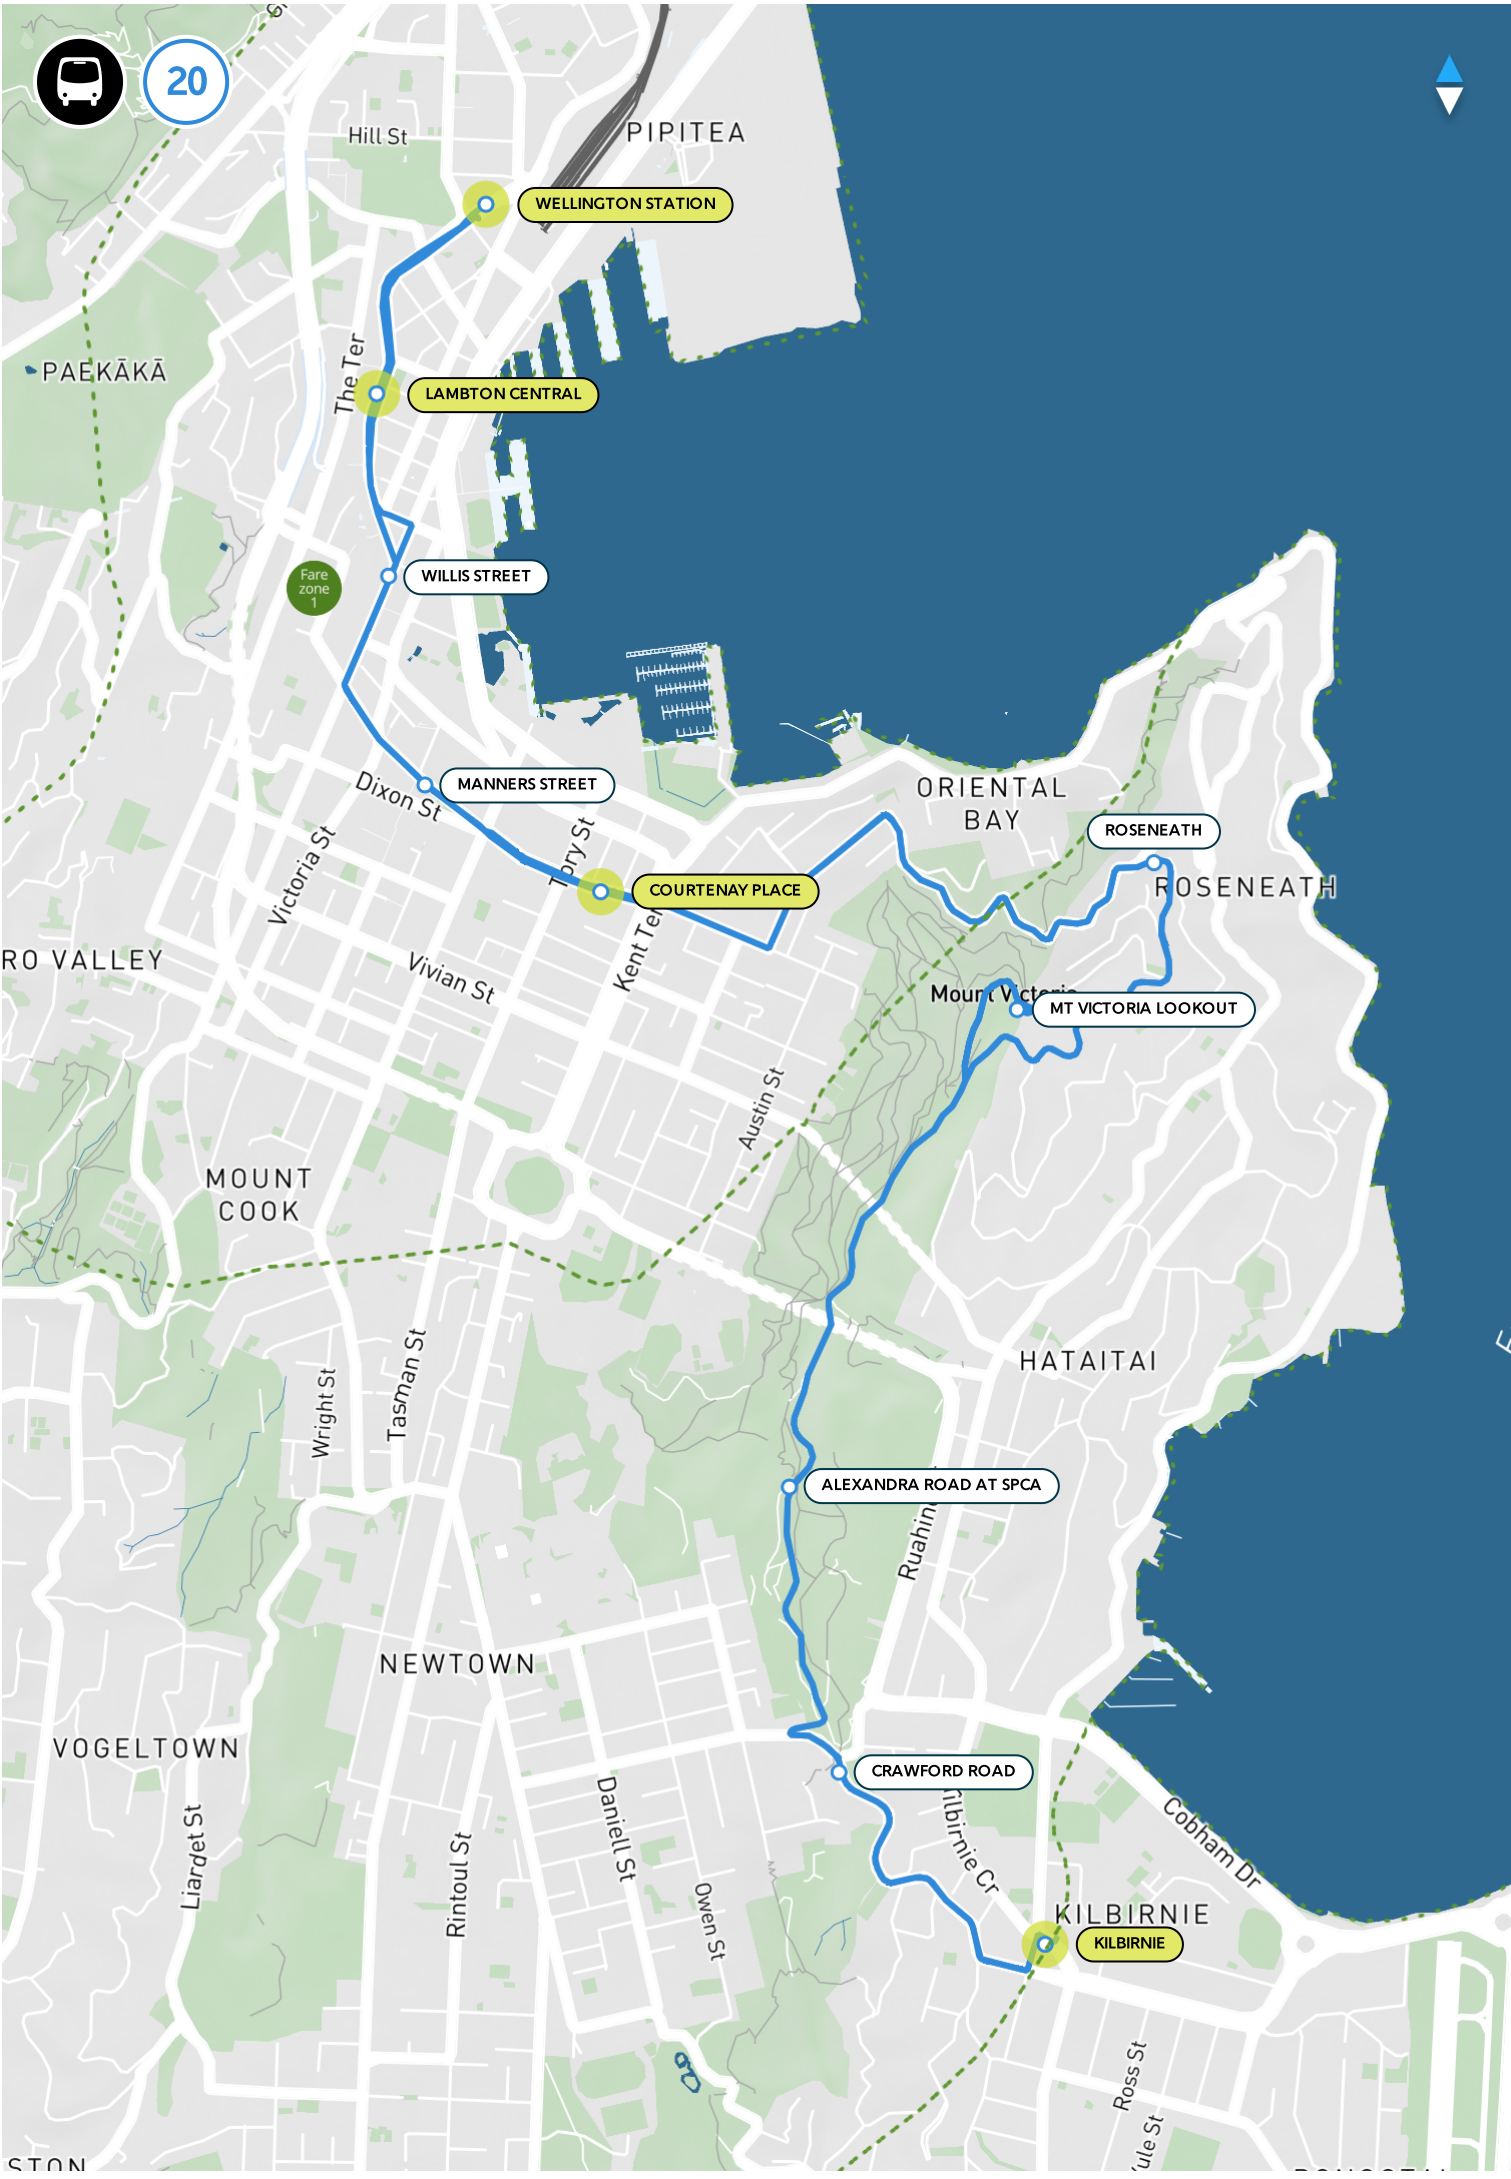 20
Hill St
PIPITEA
WELLINGTON STATION
The Ter
PAEKĀKĀ
LAMBTON CENTRAL
Fare
zone
1
WILLIS STREET
MANNERS STREET
Dixon St
ORIENTAL
BAY
ROSENEATH
Tory St
Victoria St
COURTENAY PLACE
ROSENEATH
Kent Ter
RO VALLEY
Vivian St
Mount Victoria
MT VICTORIA LOOKOUT
Austin St
MOUNT
COOK
HATAITAI
Tasman St
Wright St
ALEXANDRA ROAD AT SPCA
NEWTOWN
VOGELTOWN
CRAWFORD ROAD
Daniell St
Liardet St
Rintoul St
Owen St
Cobham Dr
KILBIRNIE
KILBIRNIE
Ross St